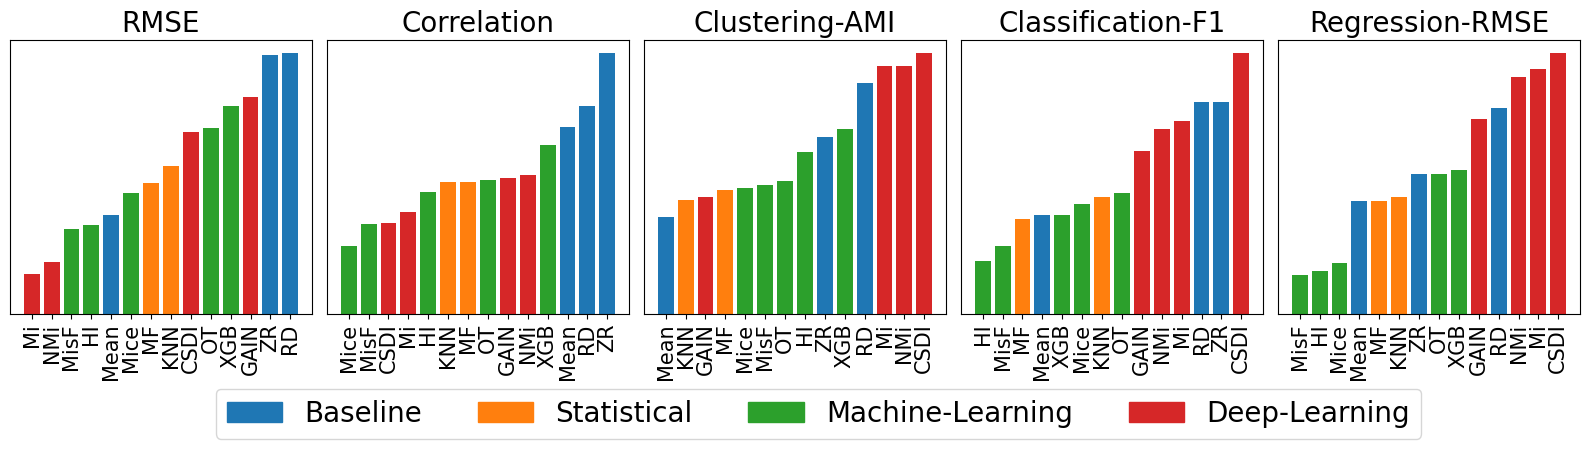 RMSE
Correlation
Clustering-AMI
Classification-F1
Regression-RMSE
Mi
NMi
MisF
HI
Mean
Mice
MF
KNN
CSDI
OT
XGB
GAIN
ZR
RD
Mice
MisF
CSDI
Mi
HI
KNN
MF
OT
GAIN
NMi
XGB
Mean
RD
ZR
Mean
KNN
GAIN
MF
Mice
MisF
OT
HI
ZR
XGB
RD
Mi
NMi
CSDI
HI
MisF
MF
Mean
XGB
Mice
KNN
OT
GAIN
NMi
Mi
RD
ZR
CSDI
MisF
HI
Mice
Mean
MF
KNN
ZR
OT
XGB
GAIN
RD
NMi
Mi
CSDI
Baseline
Statistical
Machine-Learning
Deep-Learning